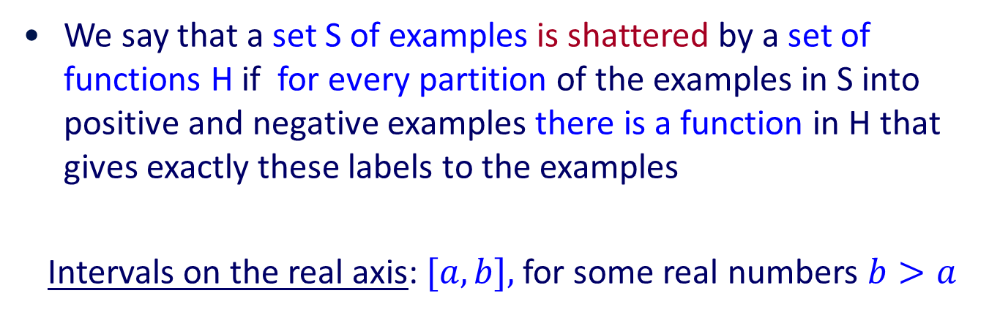 • We say that a set S of examples is shattered by a set of
functions H if for every partition of the examples in S into
positive and negative examples there is a function in H that
gives exactly these labels to the examples
Intervals on the real axis: [a, b], for some real numbers b > a